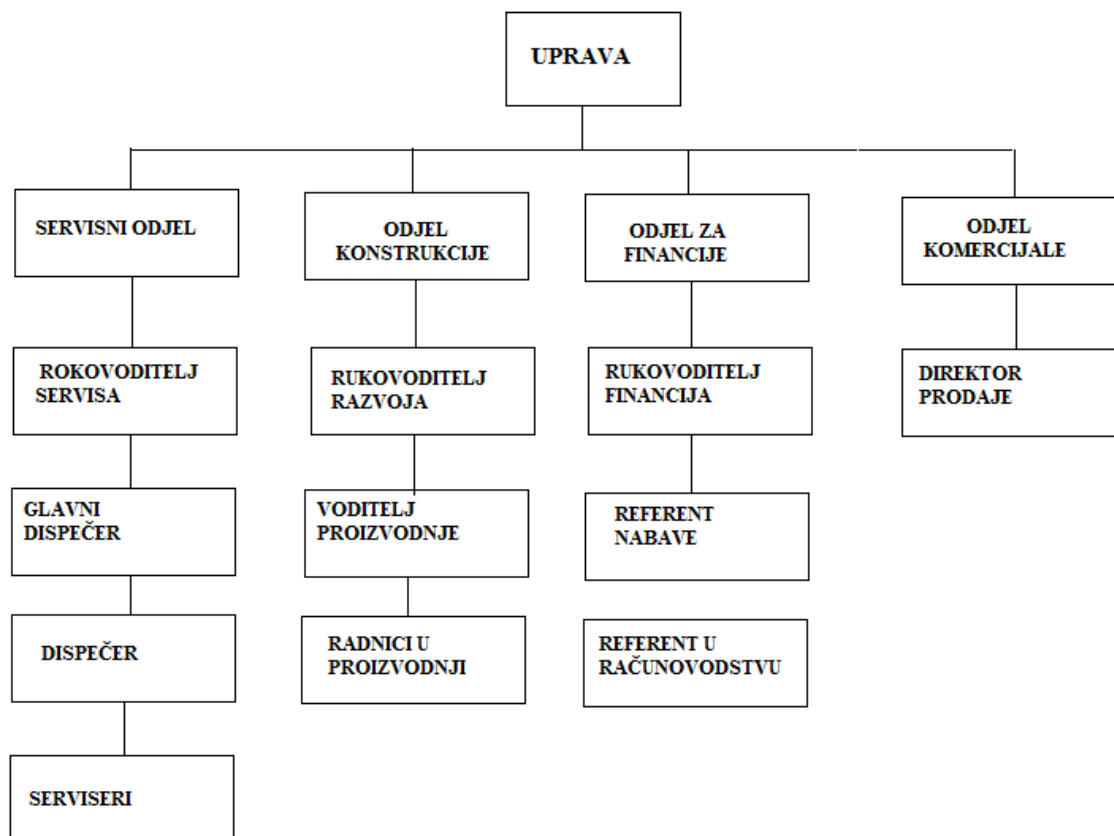 UPRAVA
SERVISNI ODJEL
ODJEL
KONSTRUKCIJE
ODJEL ZA
FINANCIJE
ODJEL
KOMERCIJALE
ROKOVODITELJ
SERVISA
RUKOVODITELJ
RAZVOJA
RUKOVODITELJ
FINANCIJA
DIREKTOR
PRODAJE
GLAVNI
DISPEČER
VODITELJ
PROIZVODNJE
REFERENT
NABAVE
DISPEČER
RADNICI U
PROIZVODNJI
REFERENT U
RAČUNOVODSTVU
SERVISERI